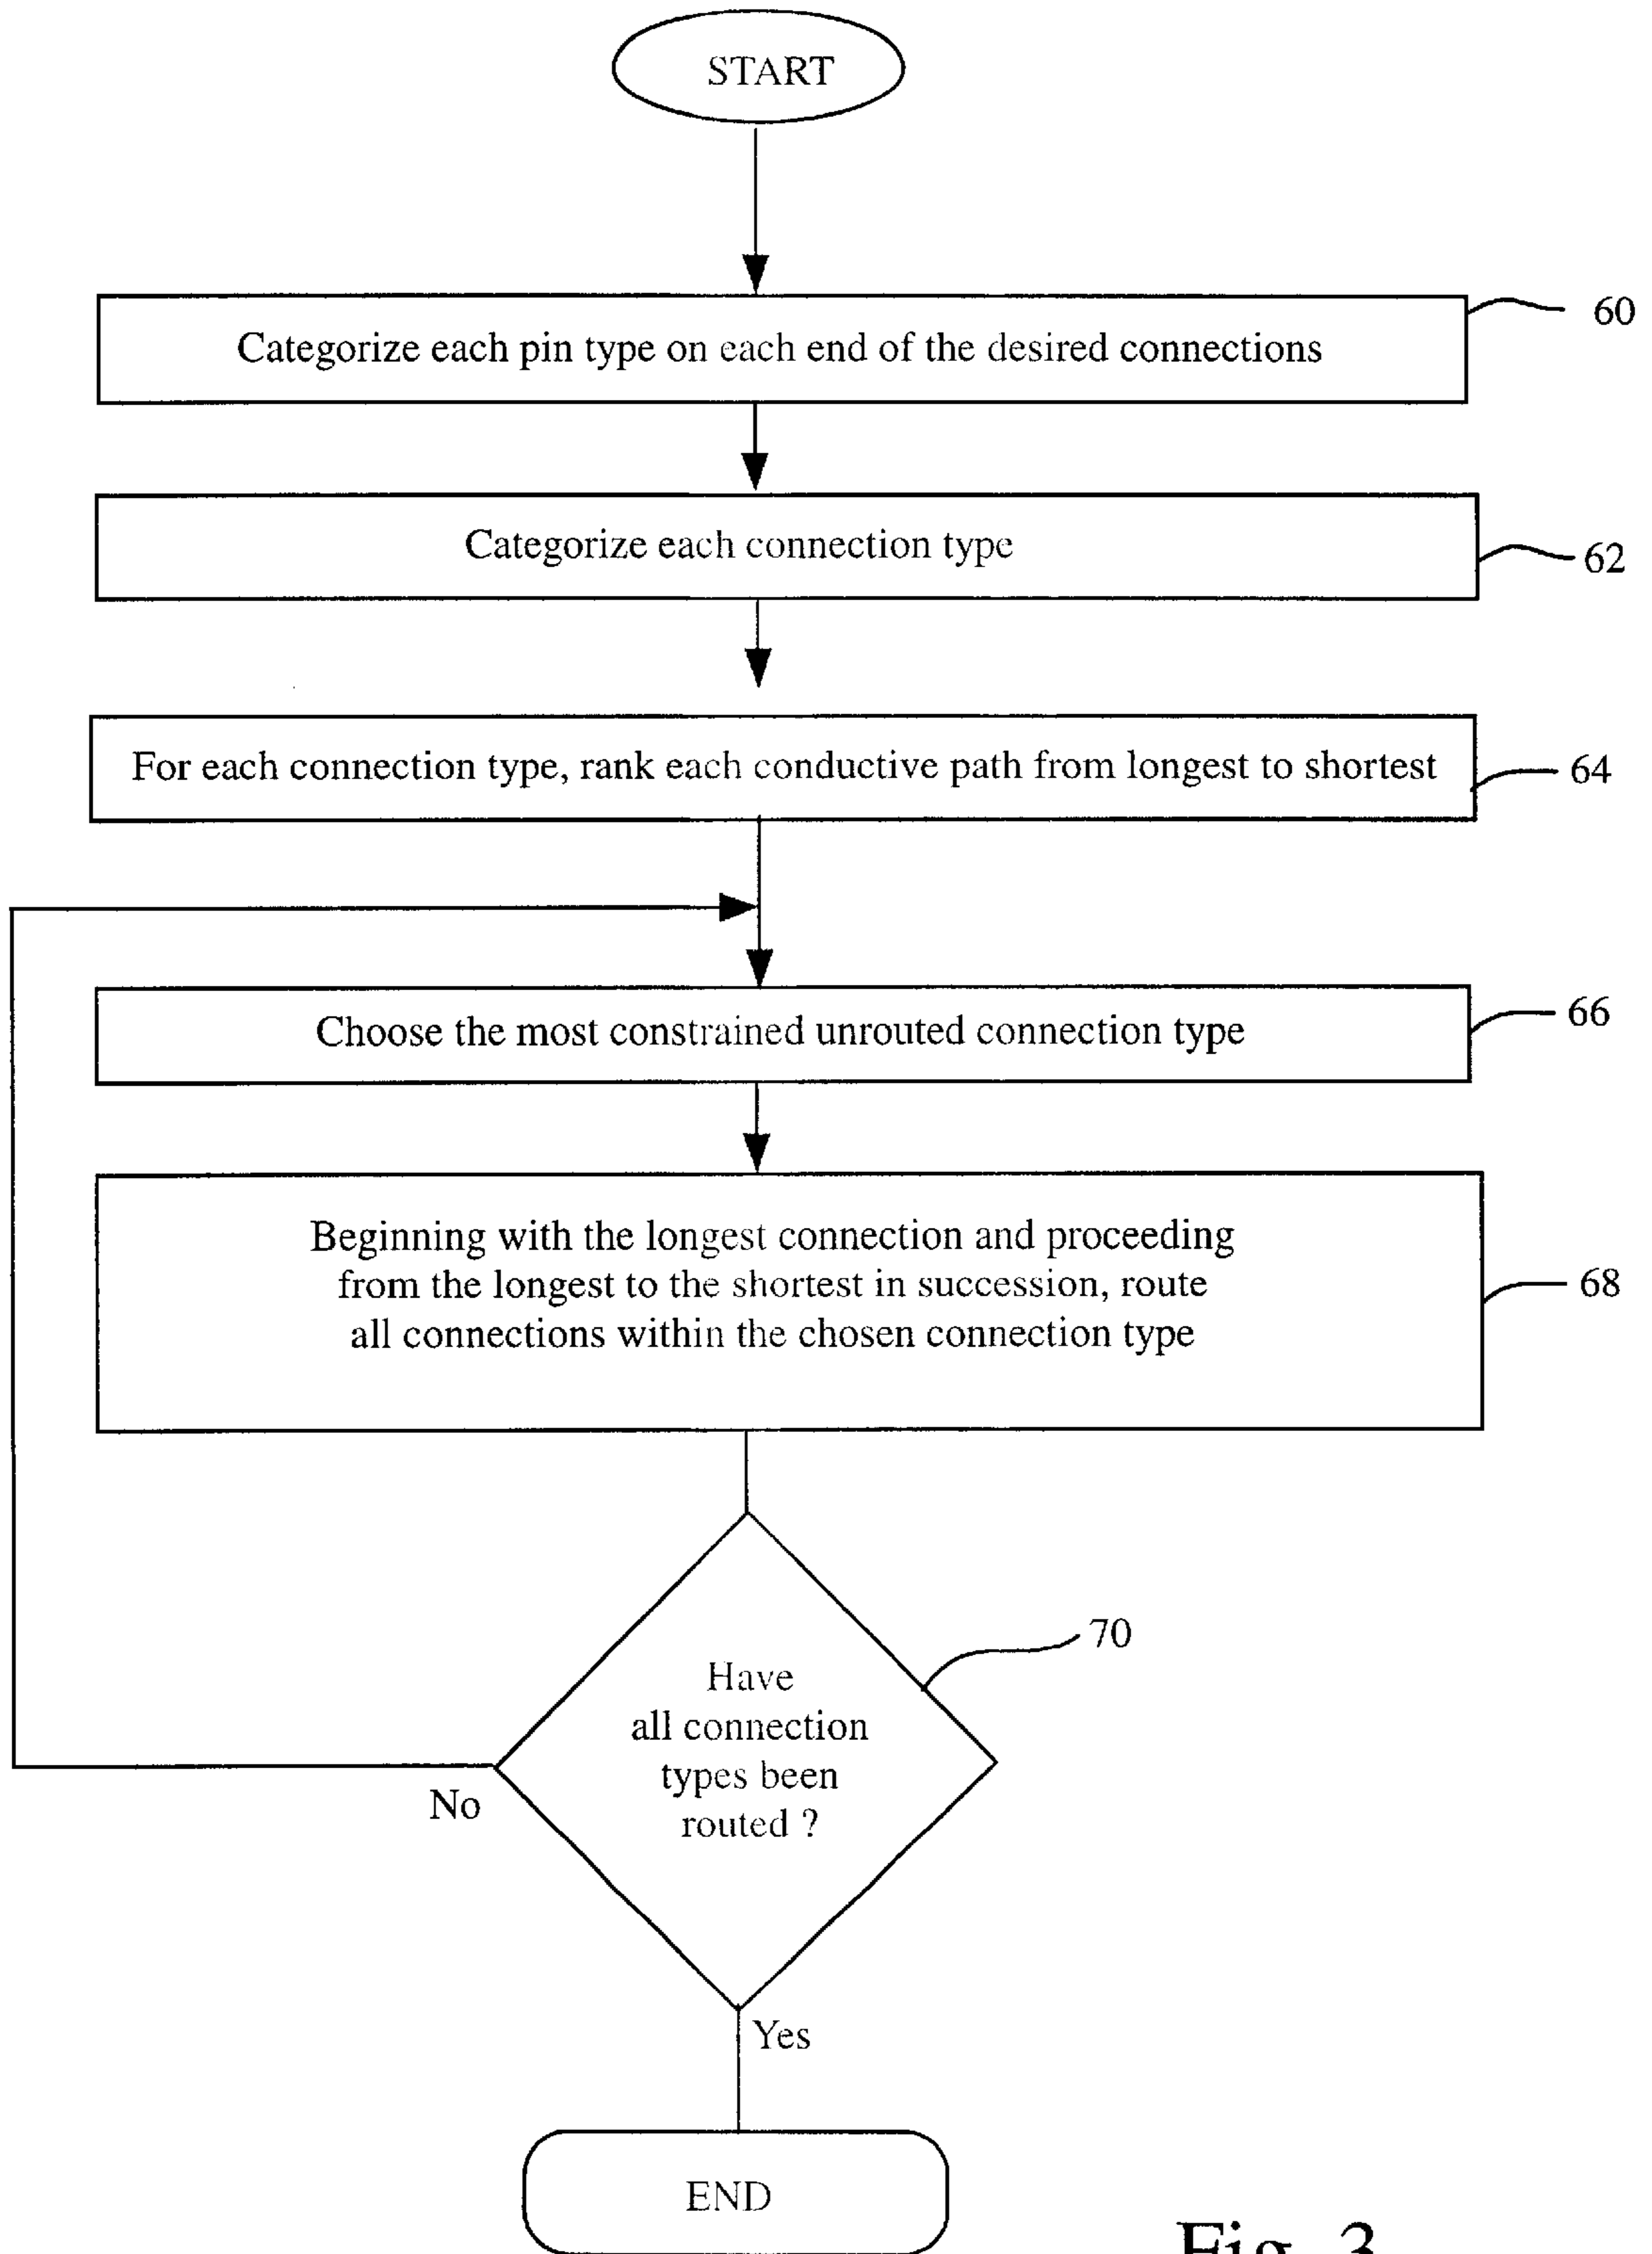 START
Categorize each pin type on each end of the desired connections
60
Categorize each connection type
62
For each connection type, rank each conductive path from longest to shortest
64
Choose the most constrained unrouted connection type
66
Beginning with the longest connection and proceeding
from the longest to the shortest in succession, route
all connections within the chosen connection type
68
Have
all connection
types been
routed ?
70
No
Yes
END
Fig. 3